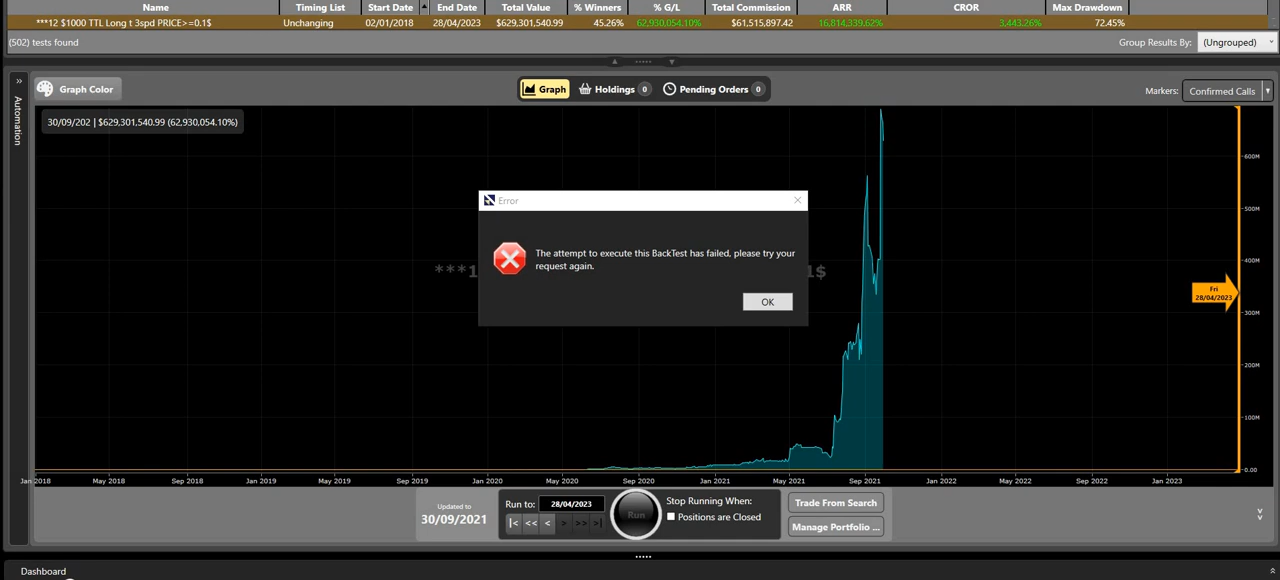 Name Timing List Start Date End Date Total Value % Winners % G/L Total Commission ARR CROR Max Drawdown
***12 $1000 TTL Long t 3spd PRICE>=0.1$ Unchanging 02/01/2018 28/04/2023 $629,301,540.99 45.26% 62,930,054.10% $61,515,897.42 16,814,339.62% 3,443.26% 72.45%
(502) tests found Group Results By: (Ungrouped)
Graph Color Graph Holdings 0 Pending Orders 0 Markers: Confirmed Calls
Automation
30/09/202 | $629,301,540.99 (62,930,054.10%)
600M
500M
400M
300M
200M
100M
0.00
Error
The attempt to execute this BackTest has failed, please try your
request again.
OK
***1
1$
Fri
28/04/2023
Jan 2018 May 2018 Sep 2018 Jan 2019 May 2019 Sep 2019 Jan 2020 May 2020 Sep 2020 Jan 2021 May 2021 Sep 2021 Jan 2022 May 2022 Sep 2022 Jan 2023
Updated to
30/09/2021
Run to: 28/04/2023
|< << < > >> >|
Run
Stop Running When:
Positions are Closed
Trade From Search
Manage Portfolio ...
Dashboard